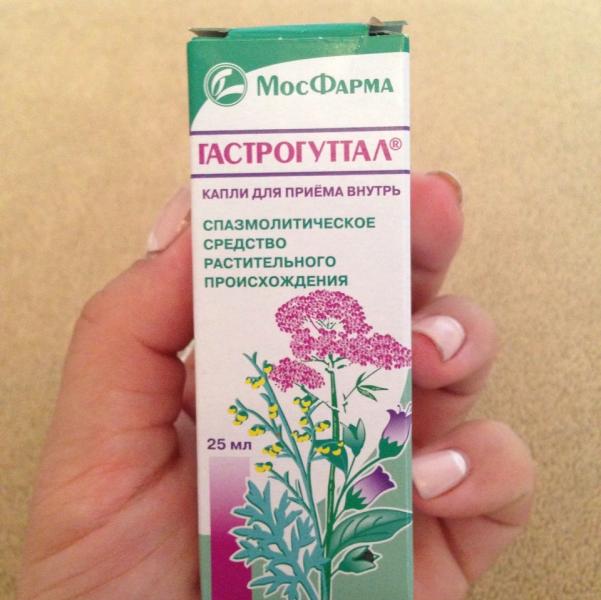 МосФарма
ГАСТРОГУТТАЛ®
КАПЛИ ДЛЯ ПРИЁМА ВНУТРЬ
СПАЗМОЛИТИЧЕСКОЕ
СРЕДСТВО
РАСТИТЕЛЬНОГО
ПРОИСХОЖДЕНИЯ
25 мл